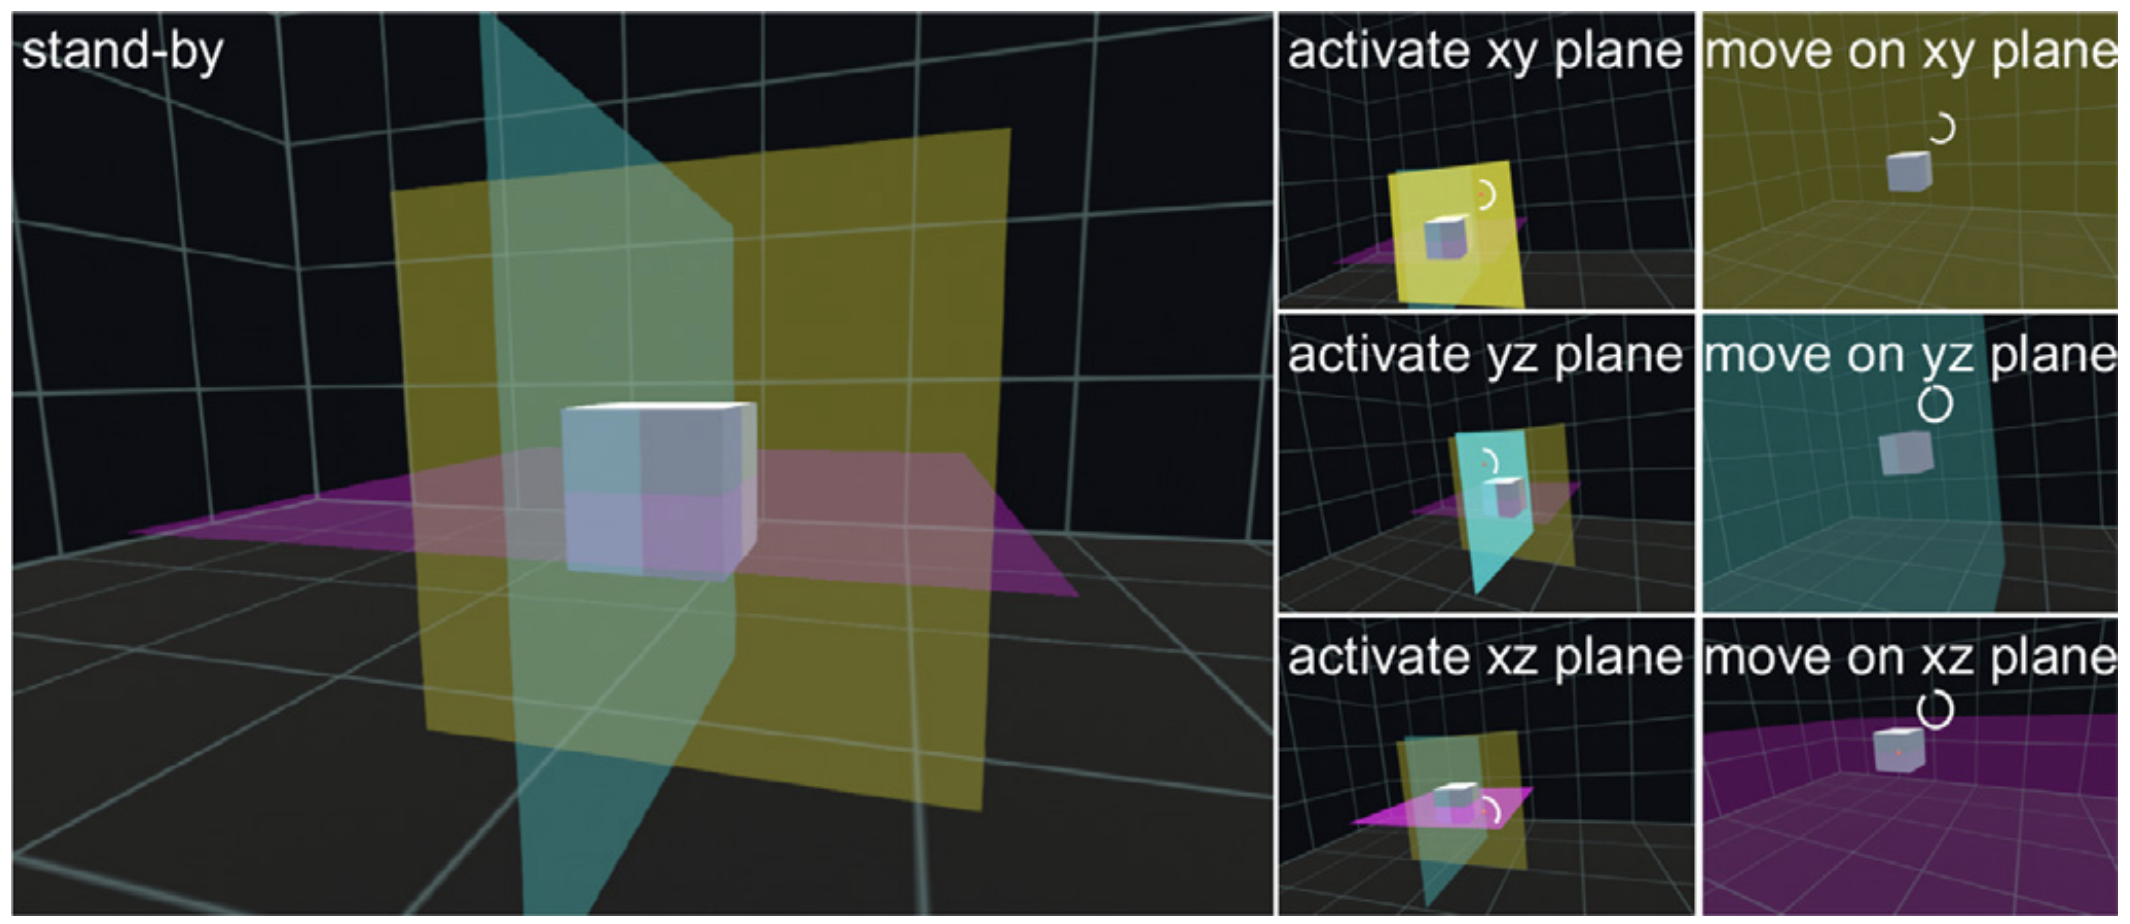 stand-by
activate xy plane
move on xy plane
activate yz plane
move on yz plane
activate xz plane
move on xz plane